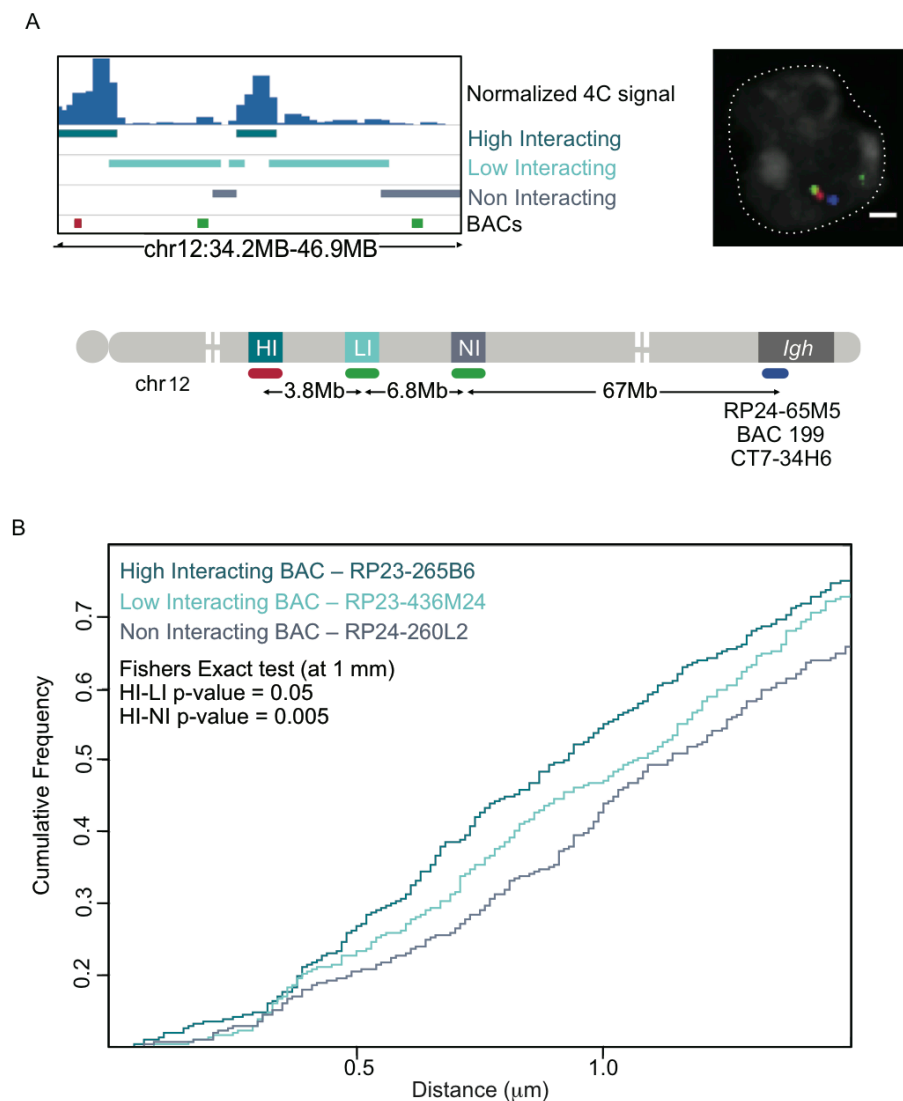 A
Normalized 4C signal
High Interacting
Low Interacting
Non Interacting
BACs
chr12:34.2MB-46.9MB
HI
LI
NI
Igh
chr 12
3.8Mb
6.8Mb
67Mb
RP24-65M5
BAC 199
CT7-34H6
B
High Interacting BAC – RP23-265B6
Low Interacting BAC – RP23-436M24
Non Interacting BAC – RP24-260L2
Fishers Exact test (at 1 mm)
HI-LI p-value = 0.05
HI-NI p-value = 0.005
Cumulative Frequency
0.7
0.6
0.5
0.4
0.3
0.2
0.5
1.0
Distance (μm)